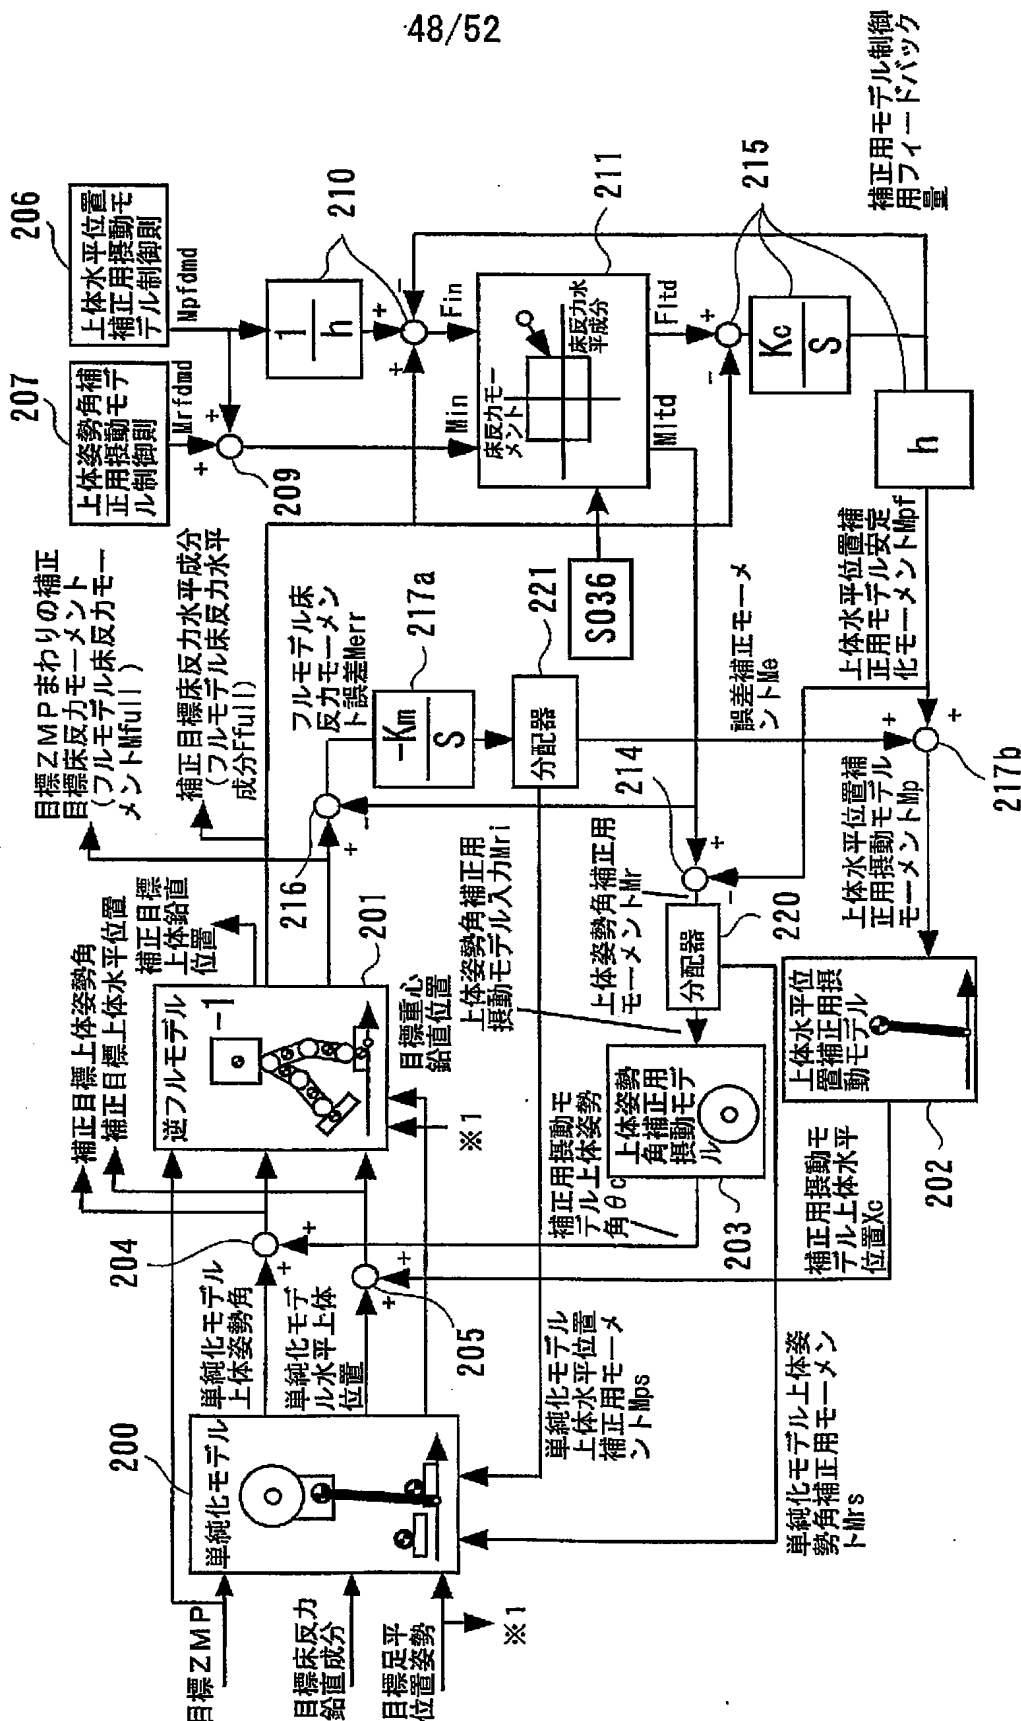 48/52
206
上体水平位置
補正用摂動モ
デル制御則
207
上体姿勢角補
正用摂動モデ
ル制御則
Mpfdmd
Mrfdmd
+
+
209
1
h
210
+
-
+
Fin
Min
床反力モー
メント
床反力水
平成分
211
Fltd
Mltd
S036
+
-
Kc
S
215
h
補正用モデル制御
用フィードバック
量
目標ZMPまわりの補正
目標床反力モーメント
(フルモデル床反力モー
メントMfull)
補正目標床反力水平成分
(フルモデル床反力水平
成分Ffull)
フルモデル床
反力モーメン
ト誤差Merr
216
+
-
-Km
S
217a
221
分配器
誤差補正モーメ
ントMe
上体水平位置補
正用モデル安定
化モーメントMpf
+
+
217b
214
+
-
上体姿勢角補正用
モーメントMr
分配器
220
上体姿勢角補正用
摂動モデル入力Mri
上体水平位置補
正用摂動モデル
モーメントMp
補正目標上体姿勢角
補正目標上体水平位置
補正目標
上体鉛直
位置
逆フルモデル
-1
201
目標重心
鉛直位置
※1
上体姿勢
角補正用
摂動モデ
ル
203
上体水平位
置補正用摂
動モデル
202
補正用摂動モ
デル上体姿勢
角θc
補正用摂動モ
デル上体水平
位置Xc
204
+
+
205
+
+
単純化モデル
上体姿勢角
単純化モデ
ル水平上体
位置
200
単純化モデル
単純化モデル
上体水平位置
補正用モーメ
ントMps
単純化モデル上体姿
勢角補正用モーメン
トMrs
目標ZMP
目標床反力
鉛直成分
目標足平
位置姿勢
※1